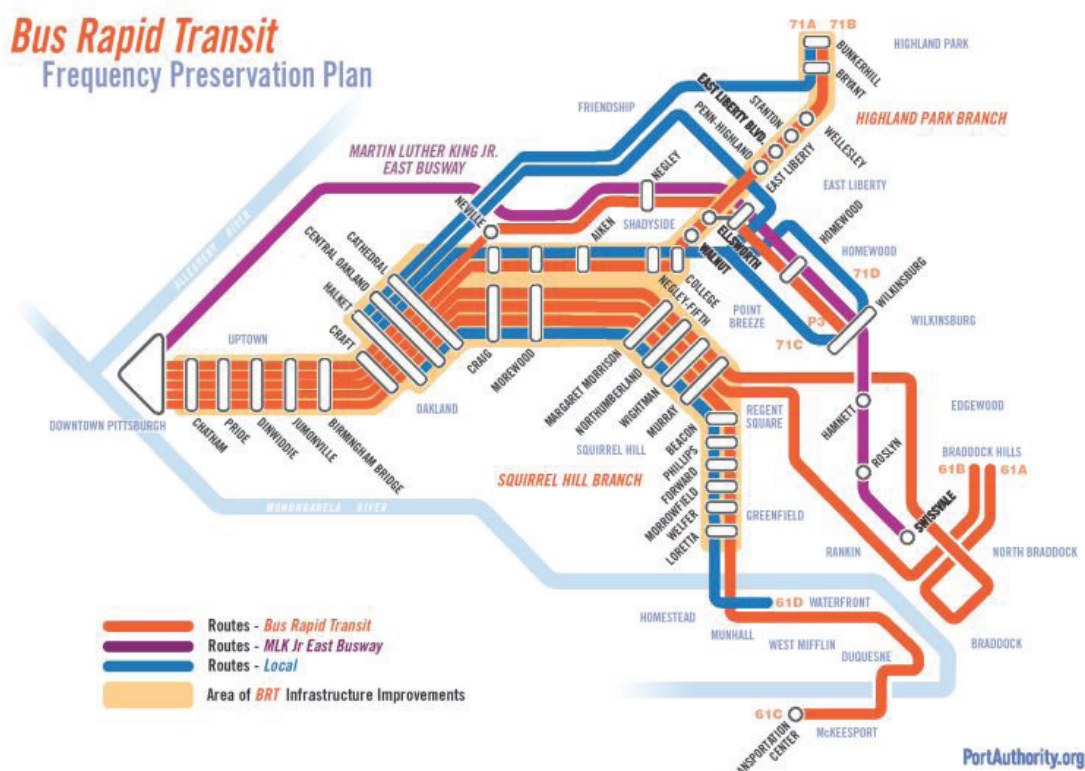 Bus Rapid Transit
Frequency Preservation Plan
71A 71B
HIGHLAND PARK
BUNKERHILL
BRYANT
FRIENDSHIP
EAST LIBERTY BLVD.
STANTON
PENN-HIGHLAND
WELLESLEY
HIGHLAND PARK BRANCH
EAST LIBERTY
MARTIN LUTHER KING JR.
EAST BUSWAY
NEGLEY
EAST LIBERTY
NEVILLE
AIKEN
SHADYSIDE
HOMEWOOD
ALLEGHENY RIVER
CATHEDRAL
CENTRAL OAKLAND
HALKET
CRAFT
ELLSWORTH
WALNUT
HOMEWOOD
71D
COLLEGE
NEGLEY-FIFTH
WILKINSBURG
POINT
BREEZE
P3
71C
WILKINSBURG
UPTOWN
CRAIG
MOREWOOD
OAKLAND
MARGARET MORRISON
NORTHUMBERLAND
WIGHTMAN
MURRAY
REGENT
SQUARE
HAMNETT
EDGEWOOD
DOWNTOWN PITTSBURGH
CHATHAM
PRIDE
DINWIDDIE
JUMONVILLE
BIRMINGHAM BRIDGE
SQUIRREL HILL
BEACON
PHILLIPS
FORWARD
MORROWFIELD
WELFER
LORETTA
ROSLYN
BRADDOCK HILLS
61B 61A
SQUIRREL HILL BRANCH
MONONGAHELA RIVER
GREENFIELD
SWISSVALE
RANKIN
NORTH BRADDOCK
61D WATERFRONT
HOMESTEAD
MUNHALL
WEST MIFFLIN
DUQUESNE
BRADDOCK
Routes - Bus Rapid Transit
Routes - MLK Jr East Busway
Routes - Local
Area of BRT Infrastructure Improvements
61C
McKEESPORT
CENTER
PortAuthority.org